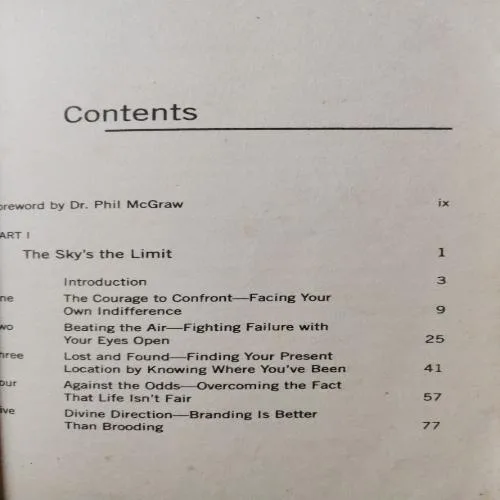 Contents
oreword by Dr. Phil McGraw ix
ART I
The Sky's the Limit 1
Introduction 3
ne The Courage to Confront—Facing Your
Own Indifference 9
wo Beating the Air—Fighting Failure with
Your Eyes Open 25
hree Lost and Found—Finding Your Present
Location by Knowing Where You've Been 41
our Against the Odds—Overcoming the Fact
That Life Isn't Fair 57
ive Divine Direction—Branding Is Better
Than Brooding 77